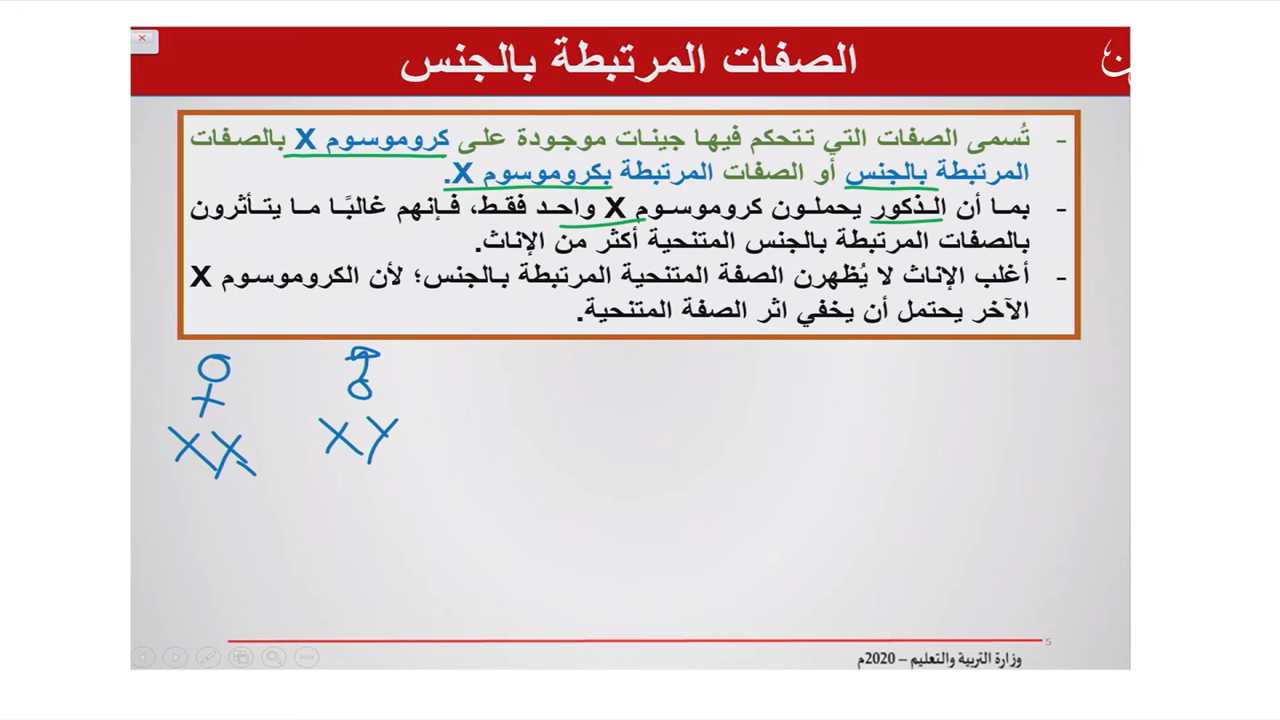 الصفات المرتبطة بالجنس
- تُسمى الصفات التي تتحكم فيها جينات موجودة على كروموسوم X بالصفات
المرتبطة بالجنس أو الصفات المرتبطة بكروموسوم X.
- بما أن الذكور يحملون كروموسوم X واحد فقط، فإنهم غالبًا ما يتأثرون
بالصفات المرتبطة بالجنس المتنحية أكثر من الإناث.
- أغلب الإناث لا يُظهرن الصفة المتنحية المرتبطة بالجنس؛ لأن الكروموسوم X
الآخر يحتمل أن يخفي اثر الصفة المتنحية.
XX XY
5
وزارة التربية والتعليم – 2020م